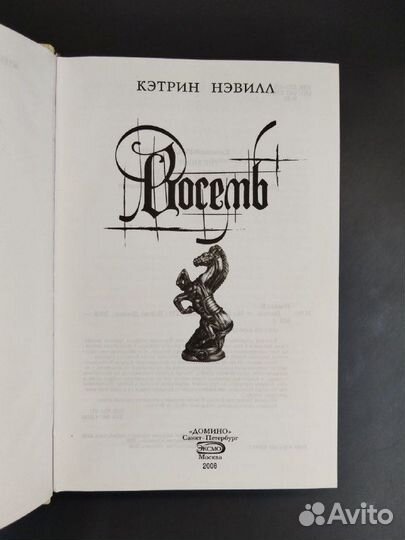 КЭТРИН НЭВИЛЛ
Восемь
«ДОМИНО»
Санкт-Петербург
ЭКСМО
Москва
2008
Avito